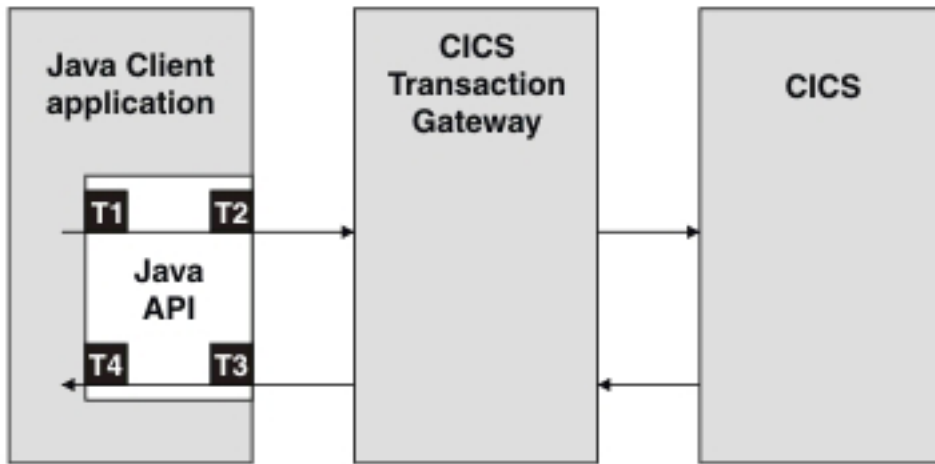 Java Client
application
CICS
Transaction
Gateway
CICS
T1
T2
Java
API
T4
T3